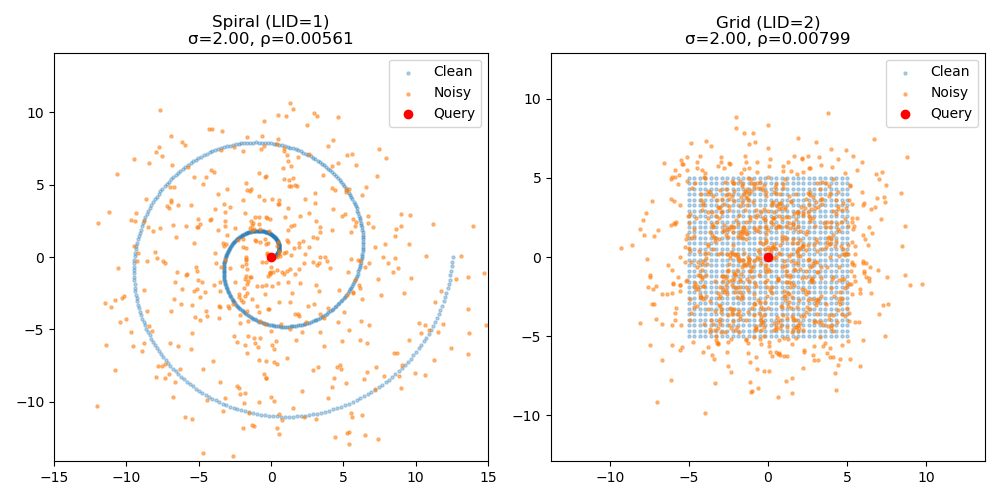 Spiral (LID=1)
σ=2.00, ρ=0.00561
Clean
Noisy
Query
10
5
0
−5
−10
−15
−10
−5
0
5
10
15
Grid (LID=2)
σ=2.00, ρ=0.00799
Clean
Noisy
Query
10
5
0
−5
−10
−10
−5
0
5
10